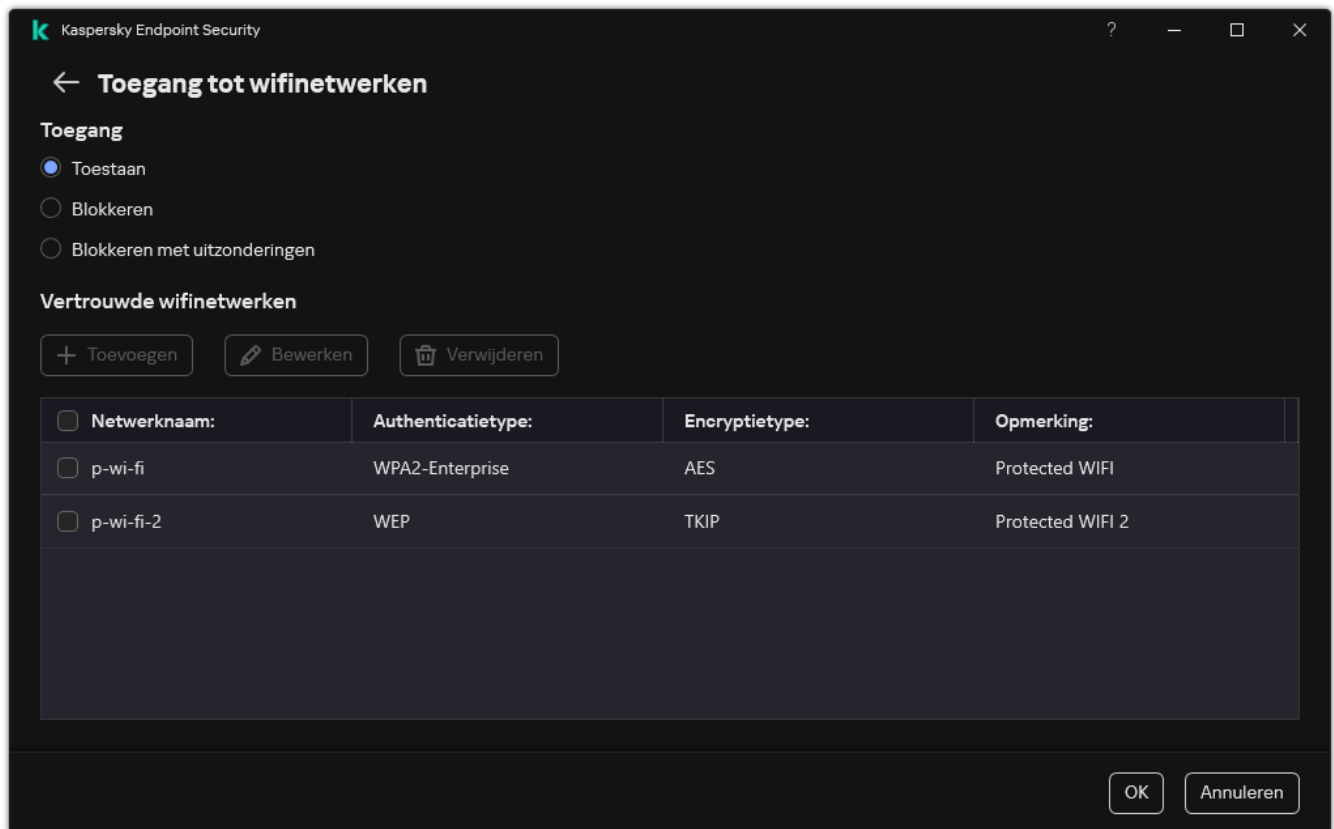 Kaspersky Endpoint Security ?
Toegang tot wifinetwerken
Toegang
Toestaan
Blokkeren
Blokkeren met uitzonderingen
Vertrouwde wifinetwerken
Toevoegen Bewerken Verwijderen
Netwerknaam: Authenticatietype: Encryptietype: Opmerking:
p-wi-fi WPA2-Enterprise AES Protected WIFI
p-wi-fi-2 WEP TKIP Protected WIFI 2
OK Annuleren